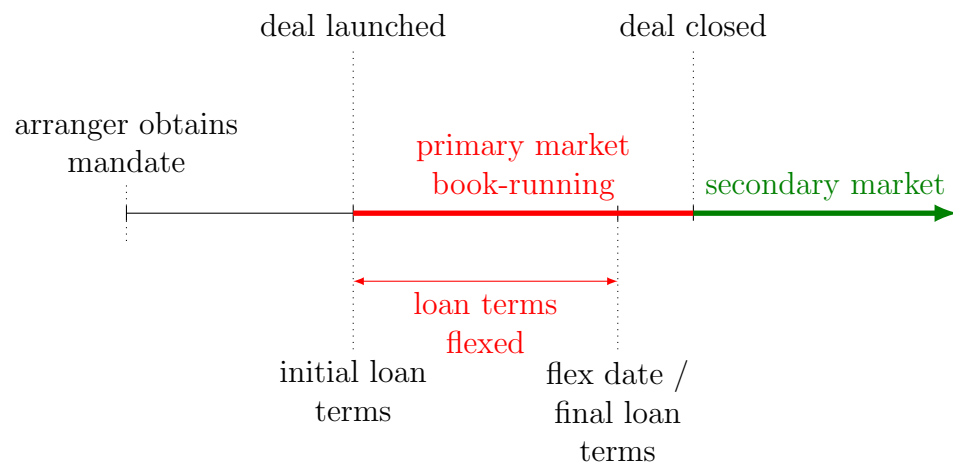 deal launched
deal closed
arranger obtains
mandate
primary market
book-running
secondary market
loan terms
flexed
initial loan
terms
flex date /
final loan
terms